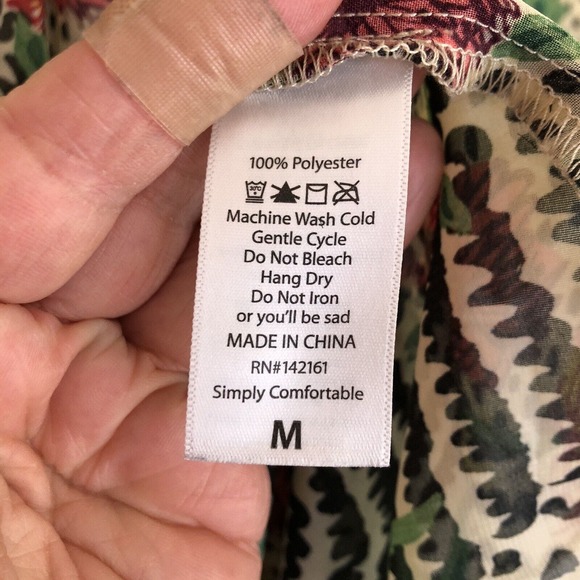 100% Polyester
30°C
Machine Wash Cold
Gentle Cycle
Do Not Bleach
Hang Dry
Do Not Iron
or you'll be sad
MADE IN CHINA
RN#142161
Simply Comfortable
M